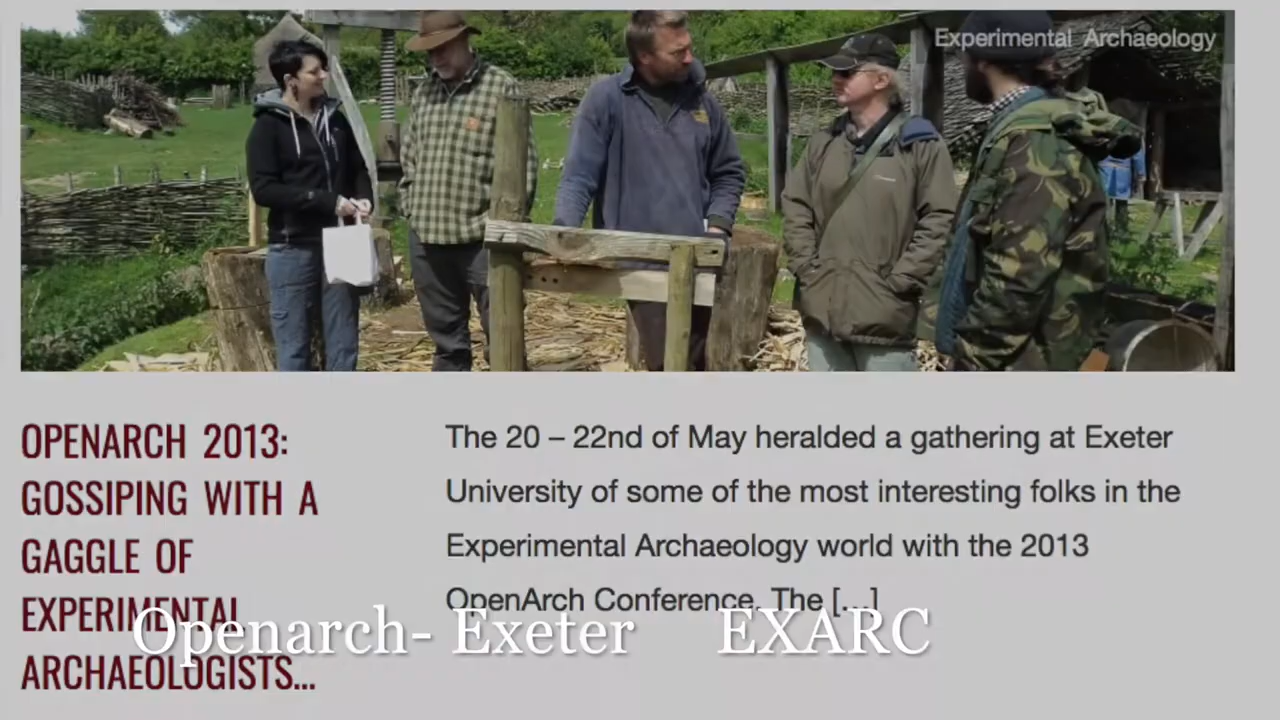 Experimental Archaeology
OPENARCH 2013:
GOSSIPING WITH A
GAGGLE OF
EXPERIMENTAL
ARCHAEOLOGISTS...
The 20 – 22nd of May heralded a gathering at Exeter
University of some of the most interesting folks in the
Experimental Archaeology world with the 2013
OpenArch Conference. The [...]
Openarch- Exeter EXARC